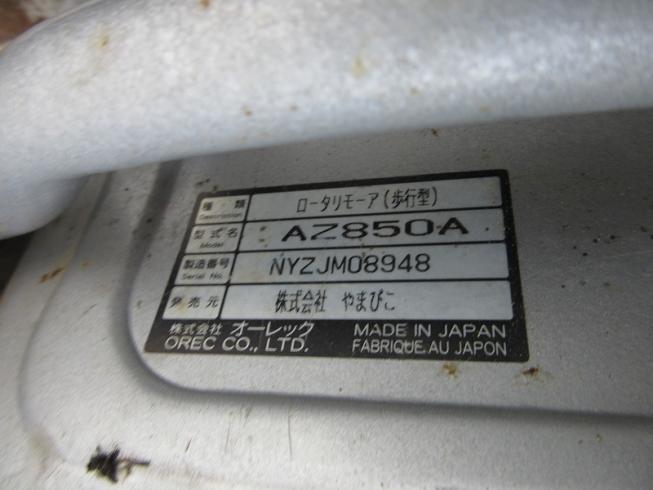 種類 ロータリモーア(歩行型)
Description
型式名 AZ850A
Model
製造番号 NYZJM08948
Serial No.
発売元 株式会社 やまびこ
株式会社 オーレック MADE IN JAPAN
OREC CO., LTD. FABRIQUE AU JAPON